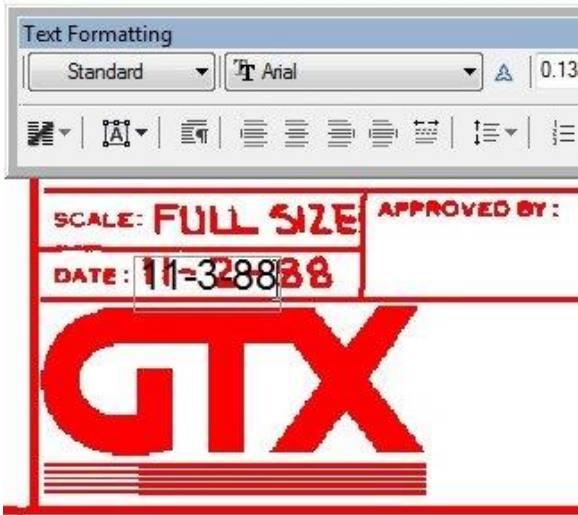 Text Formatting
Standard Arial 0.13
SCALE: FULL SIZE
APPROVED BY:
DATE: 11-3-88
GTX